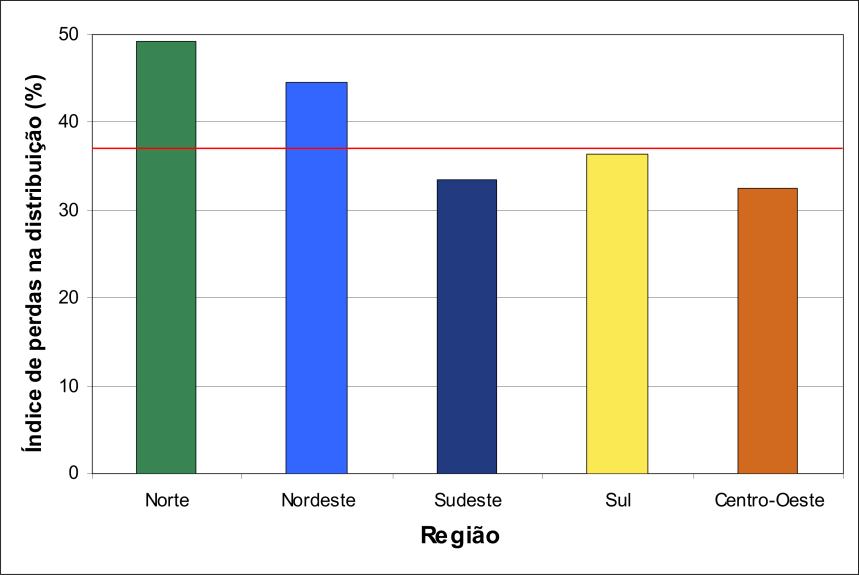 Índice de perdas na distribuição (%)
50
40
30
20
10
0
Norte Nordeste Sudeste Sul Centro-Oeste
Região